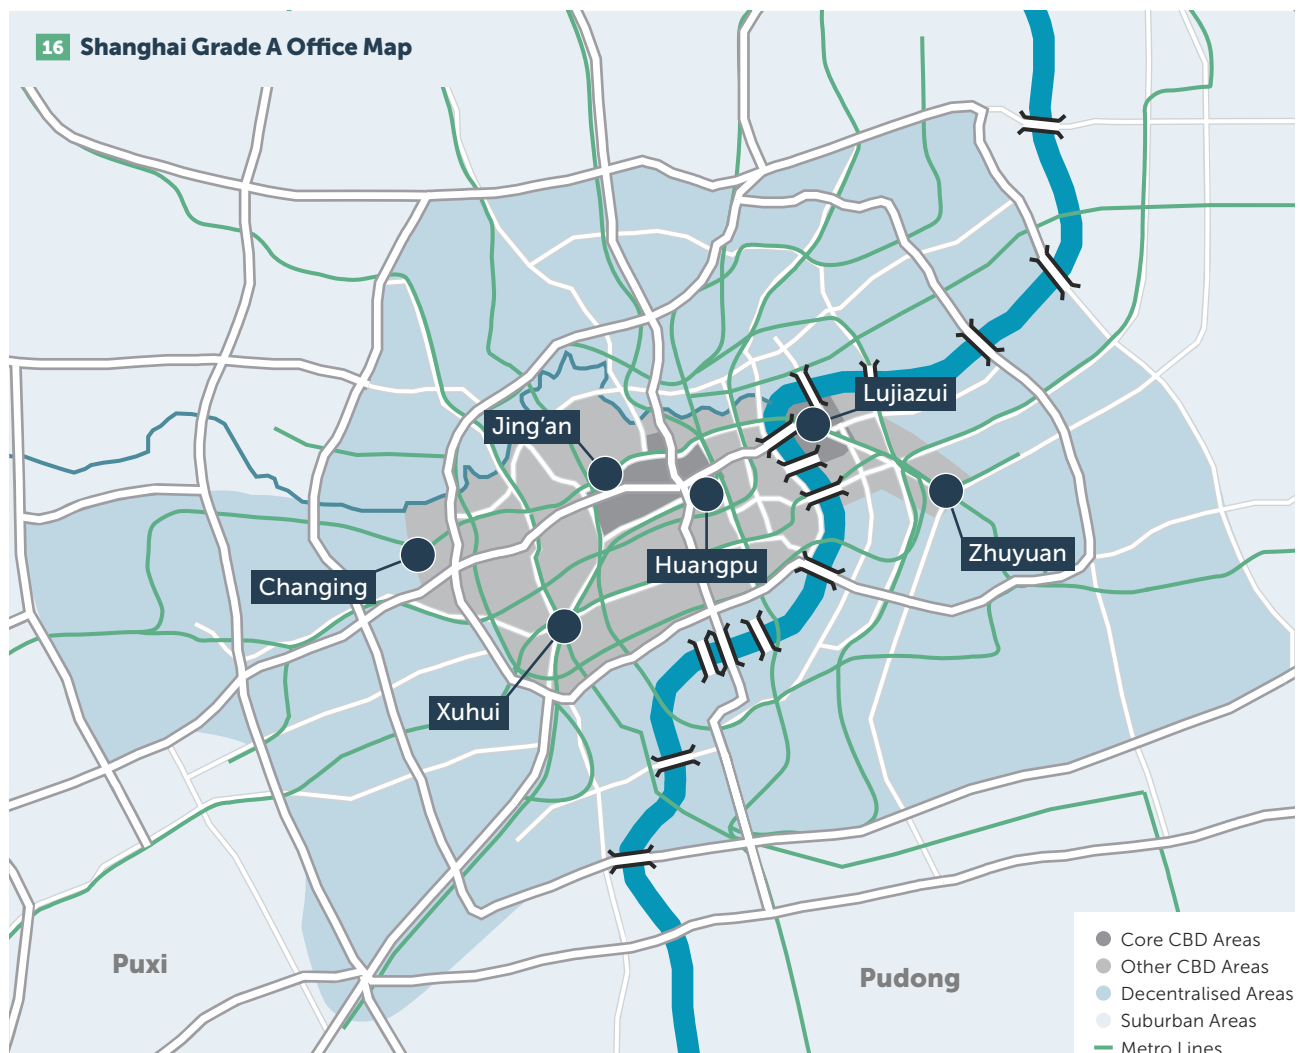 16 Shanghai Grade A Office Map
Lujiazui
Jing’an
Huangpu
Zhuyuan
Changing
Xuhui
Puxi
Pudong
Core CBD Areas
Other CBD Areas
Decentralised Areas
Suburban Areas
Metro Lines